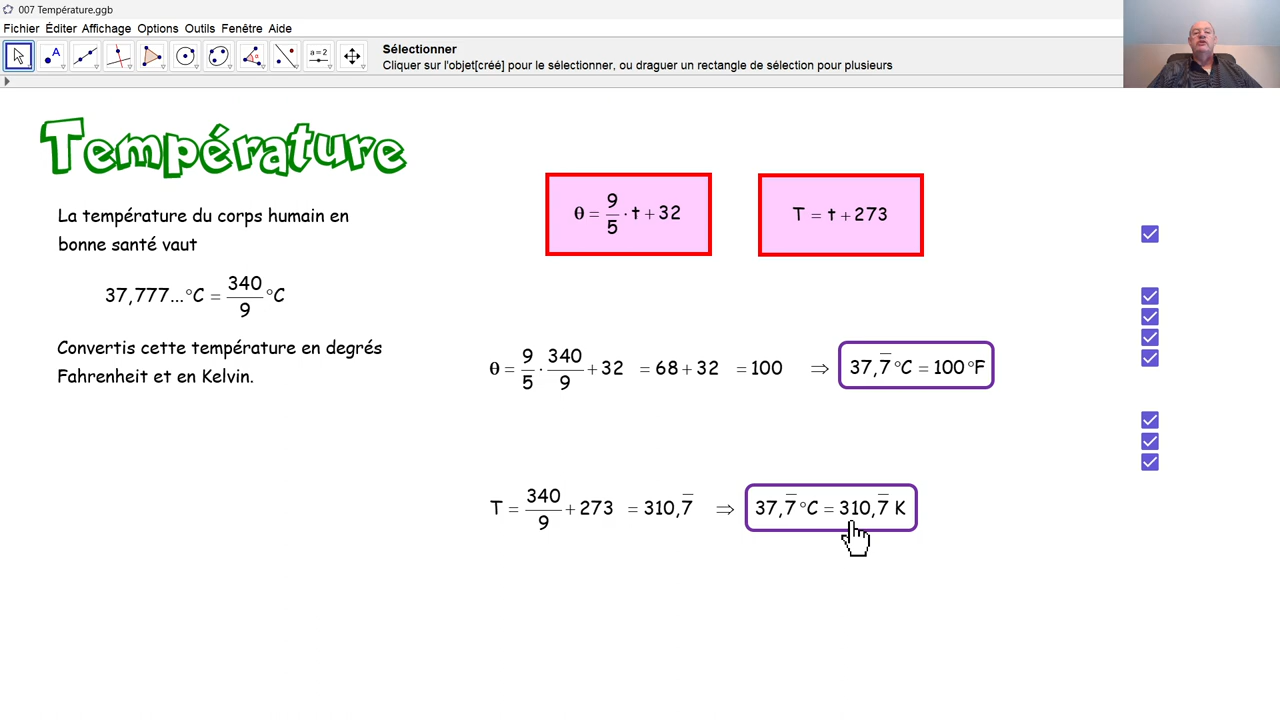 007 Température.ggb
Fichier Éditer Affichage Options Outils Fenêtre Aide
A
a=2
Sélectionner
Cliquer sur l'objet[créé] pour le sélectionner, ou draguer un rectangle de sélection pour plusieurs
Température
La température du corps humain en
bonne santé vaut
37,777...°C = 340/9 °C
Convertis cette température en degrés
Fahrenheit et en Kelvin.
θ = 9/5 · t + 32
T = t + 273
θ = 9/5 · 340/9 + 32 = 68 + 32 = 100 ⇒ 37,7̅ °C = 100 °F
T = 340/9 + 273 = 310,7̅ ⇒ 37,7̅ °C = 310,7̅ K